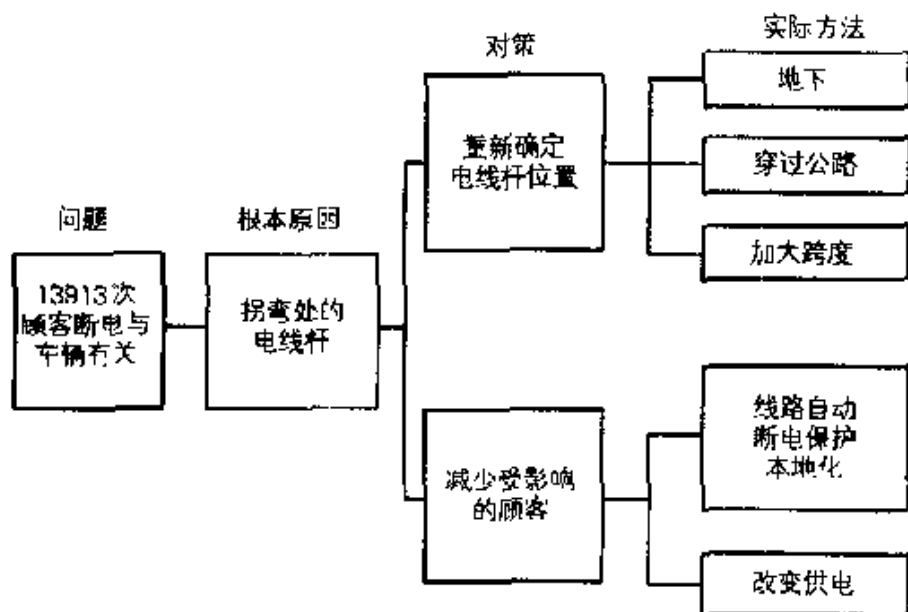 实际方法
对策
地下
重新确定
电线杆位置
穿过公路
问题
根本原因
加大跨度
13913次
顾客断电与
车辆有关
拐弯处的
电线杆
线路自动
断电保护
本地化
减少受影响
的顾客
改变供电